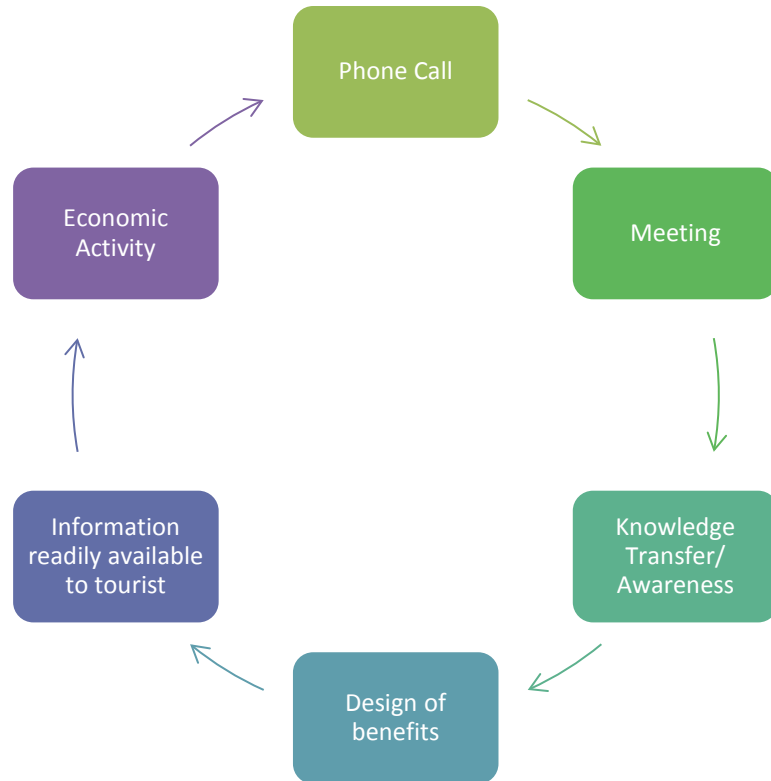 Phone Call
Meeting
Knowledge
Transfer/
Awareness
Design of
benefits
Information
readily available
to tourist
Economic
Activity